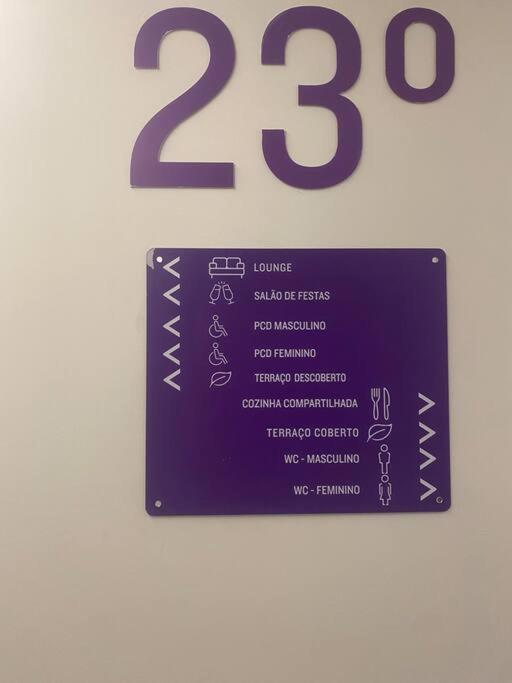 23º
LOUNGE
SALÃO DE FESTAS
PCD MASCULINO
PCD FEMININO
TERRAÇO DESCOBERTO
COZINHA COMPARTILHADA
TERRAÇO COBERTO
WC - MASCULINO
WC - FEMININO